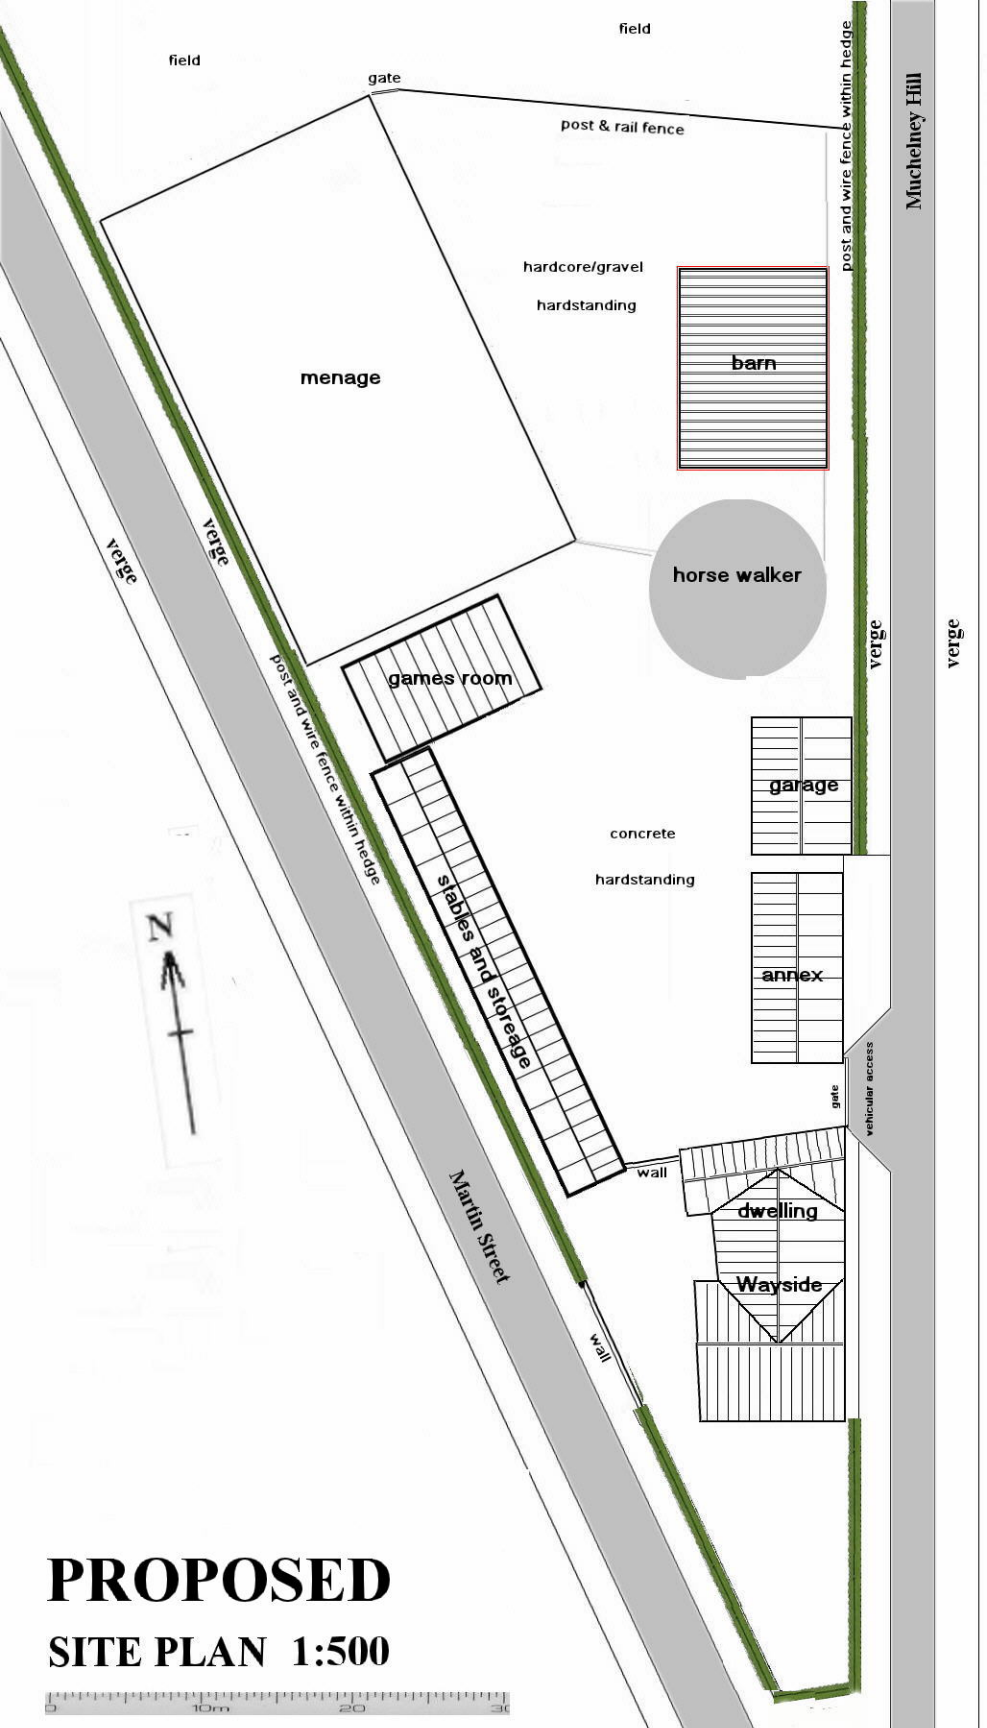 field
field
gate
post & rail fence
post and wire fence within hedge
Muchelney Hill
hardcore/gravel
hardstanding
barn
menage
verge
verge
horse walker
verge
verge
games room
post and wire fence within hedge
garage
concrete
hardstanding
stables and storeage
annex
N
gate
vehicular access
wall
dwelling
Wayside
Martin Street
wall
PROPOSED
SITE PLAN 1:500
0 10m 20 30